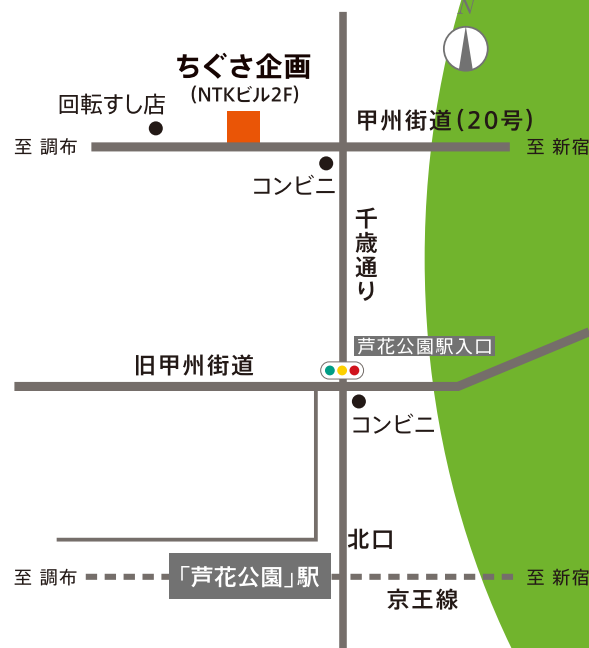 N
ちぐさ企画
(NTKビル2F)
回転すし店
甲州街道(20号)
至 調布
至 新宿
コンビニ
千歳通り
芦花公園駅入口
旧甲州街道
コンビニ
北口
至 調布
「芦花公園」駅
至 新宿
京王線